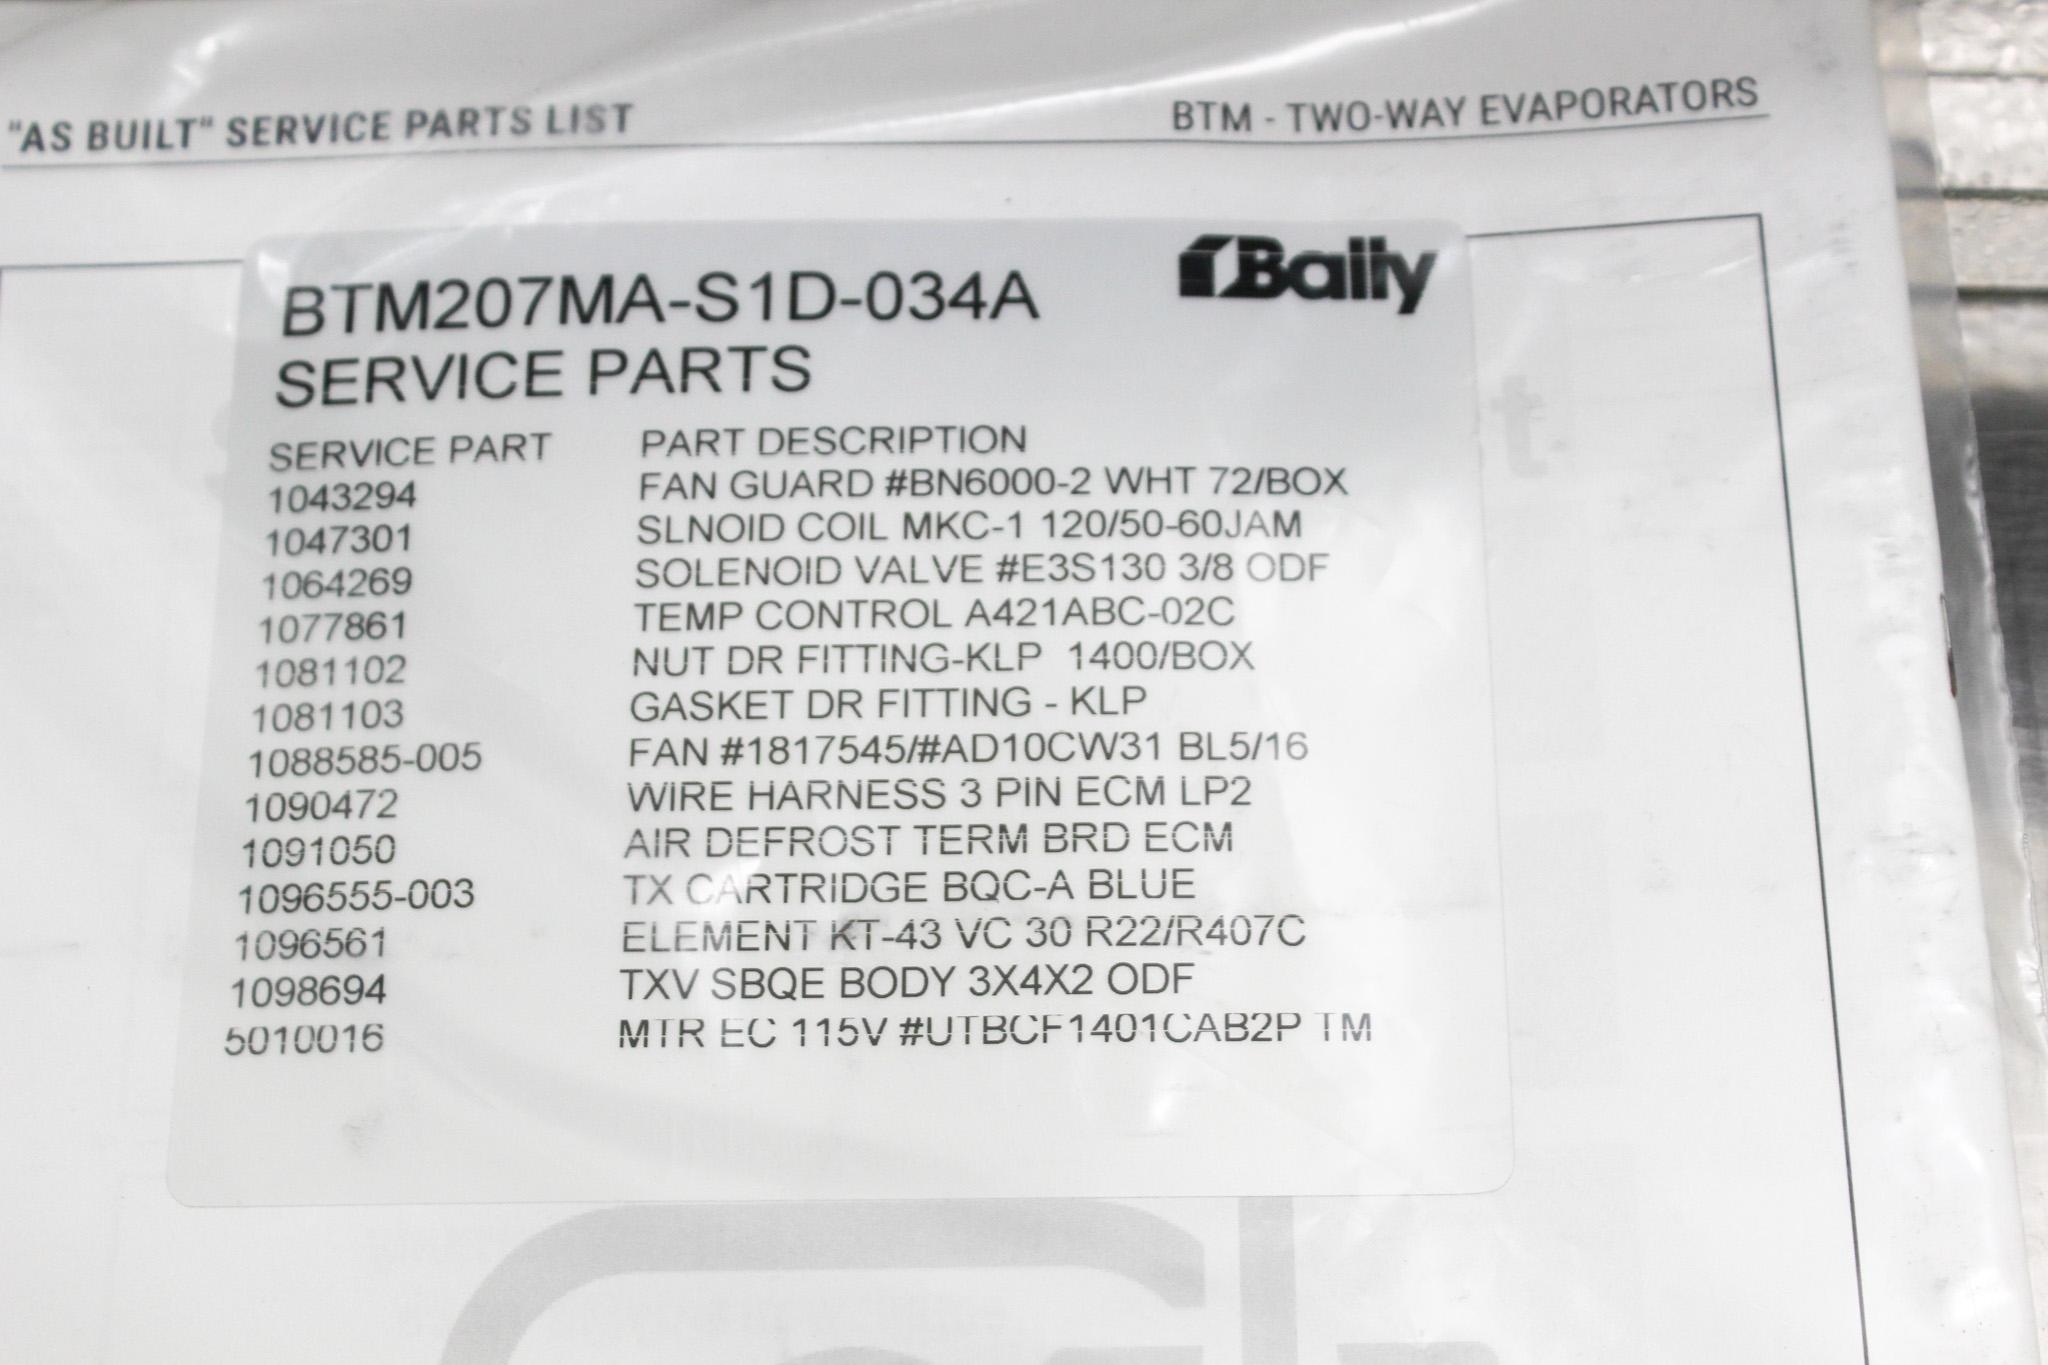 "AS BUILT" SERVICE PARTS LIST
BTM - TWO-WAY EVAPORATORS
Bally
BTM207MA-S1D-034A
SERVICE PARTS
SERVICE PART PART DESCRIPTION
1043294 FAN GUARD #BN6000-2 WHT 72/BOX
1047301 SLNOID COIL MKC-1 120/50-60JAM
1064269 SOLENOID VALVE #E3S130 3/8 ODF
1077861 TEMP CONTROL A421ABC-02C
1081102 NUT DR FITTING-KLP 1400/BOX
1081103 GASKET DR FITTING - KLP
1088585-005 FAN #1817545/#AD10CW31 BL5/16
1090472 WIRE HARNESS 3 PIN ECM LP2
1091050 AIR DEFROST TERM BRD ECM
1096555-003 TX CARTRIDGE BQC-A BLUE
1096561 ELEMENT KT-43 VC 30 R22/R407C
1098694 TXV SBQE BODY 3X4X2 ODF
5010016 MTR EC 115V #UTBCF1401CAB2P TM